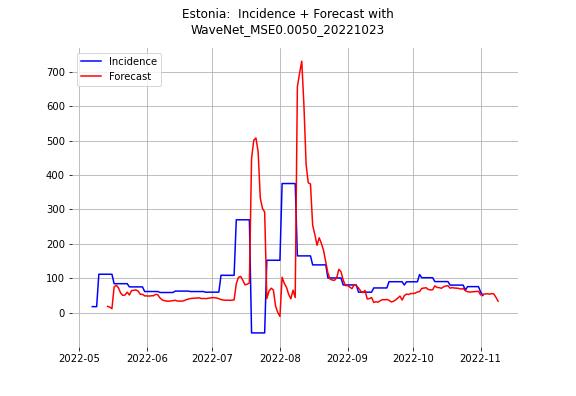 Estonia:  Incidence + Forecast with
WaveNet_MSE0.0050_20221023
Incidence
Forecast
700
600
500
400
300
200
100
0
2022-05 2022-06 2022-07 2022-08 2022-09 2022-10 2022-11